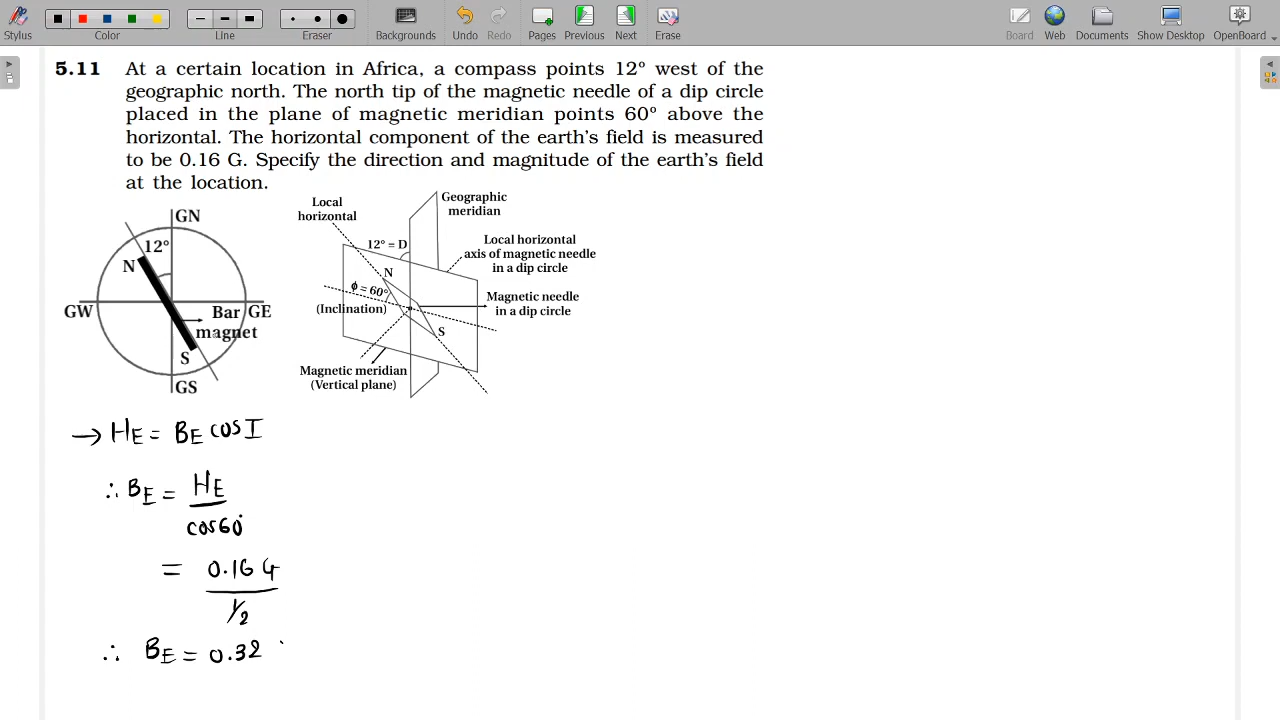 Stylus Color Line Eraser Backgrounds Undo Redo Pages Previous Next Erase Board Web Documents Show Desktop OpenBoard
5.11 At a certain location in Africa, a compass points 12° west of the
geographic north. The north tip of the magnetic needle of a dip circle
placed in the plane of magnetic meridian points 60° above the
horizontal. The horizontal component of the earth's field is measured
to be 0.16 G. Specify the direction and magnitude of the earth's field
at the location.
GN
12°
N
GW
GE
Bar
magnet
S
GS
Local
horizontal
Geographic
meridian
12° = D
Local horizontal
axis of magnetic needle
in a dip circle
N
ϕ = 60°
(Inclination)
Magnetic needle
in a dip circle
S
Magnetic meridian
(Vertical plane)
→ HE = BE cos I
∴ BE = HE
cos60°
= 0.16 G
1/2
∴ BE = 0.32